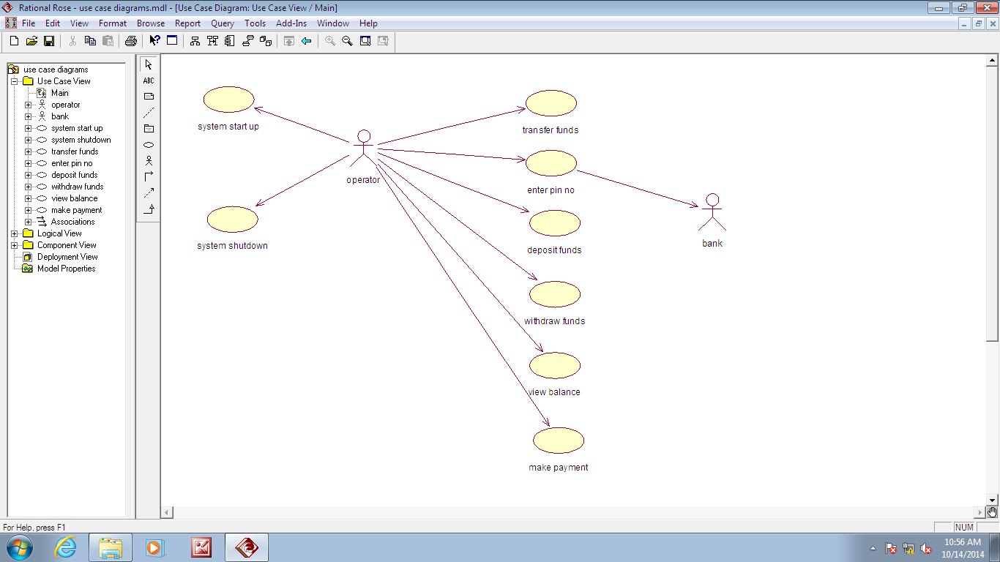 Rational Rose - use case diagrams.mdl - [Use Case Diagram: Use Case View / Main]
File Edit View Format Browse Report Query Tools Add-Ins Window Help
use case diagrams
Use Case View
Main
operator
bank
system start up
system shutdown
transfer funds
enter pin no
deposit funds
withdraw funds
view balance
make payment
Associations
Logical View
Component View
Deployment View
Model Properties
ABC
system start up
transfer funds
operator
enter pin no
system shutdown
bank
deposit funds
withdraw funds
view balance
make payment
For Help, press F1
NUM
10:56 AM
10/14/2014